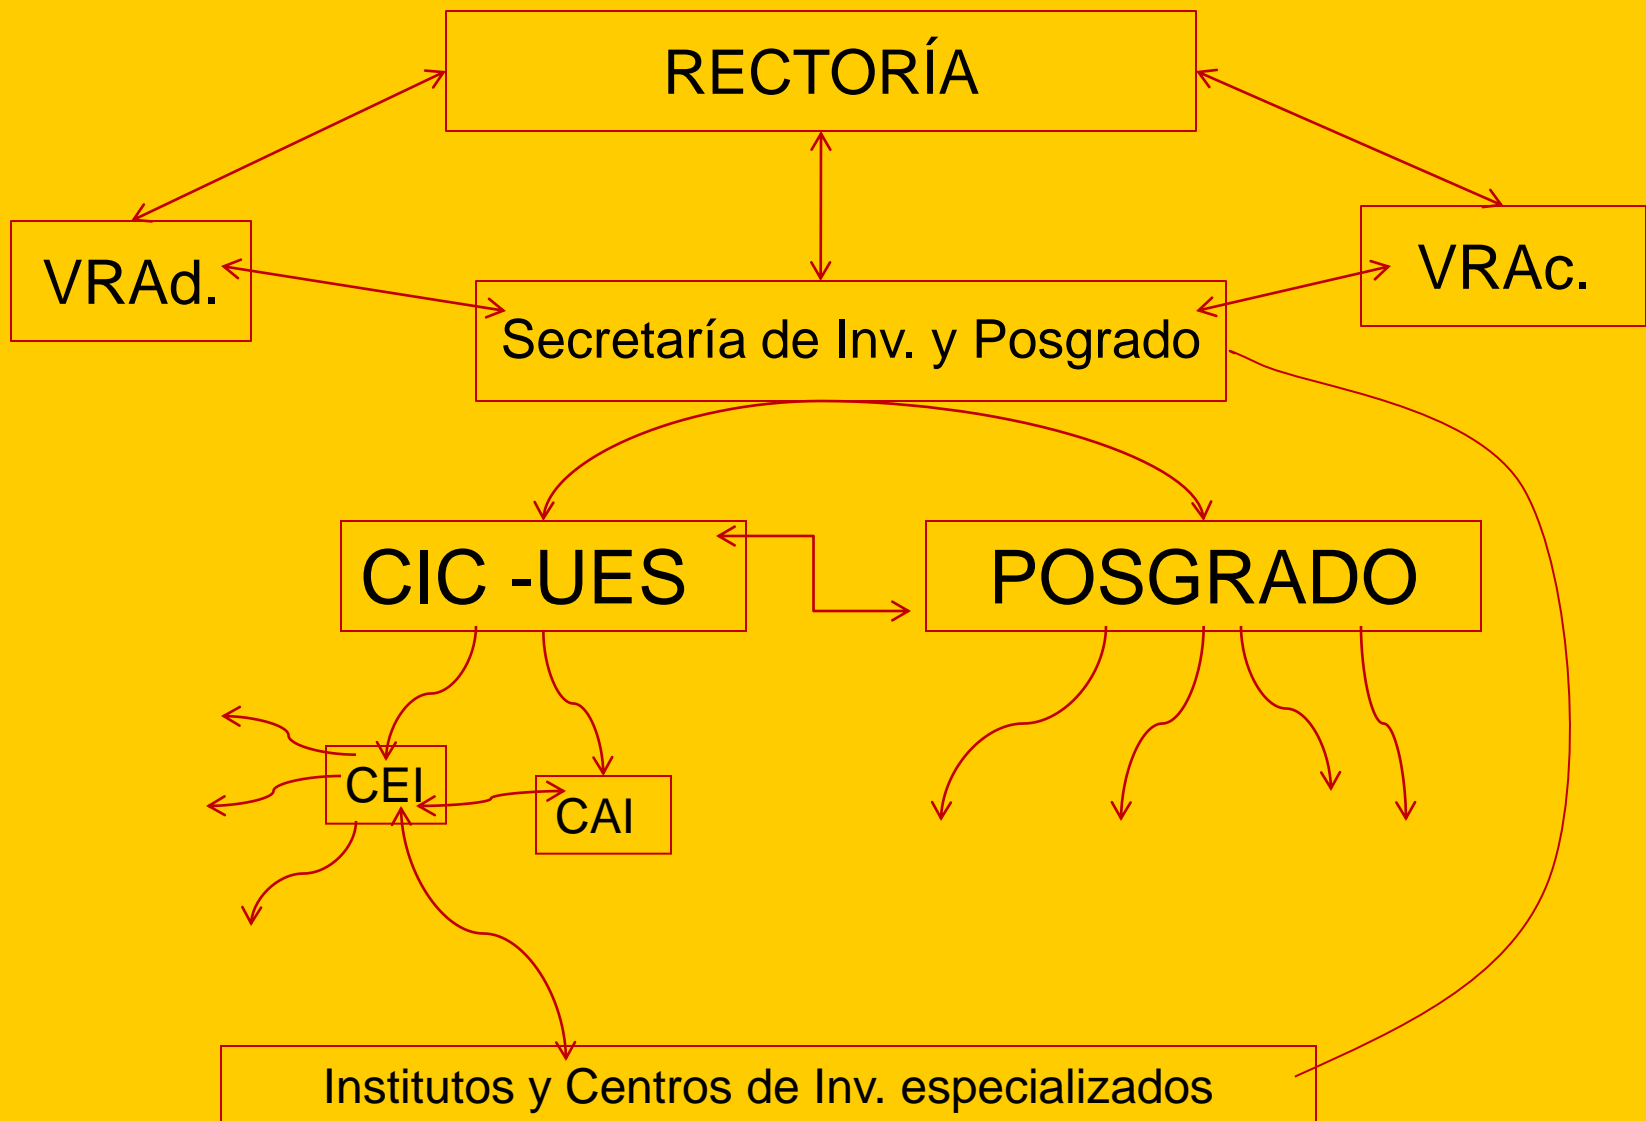 RECTORÍA
VRAd.
VRAc.
Secretaría de Inv. y Posgrado
CIC -UES
POSGRADO
CEI
CAI
Institutos y Centros de Inv. especializados